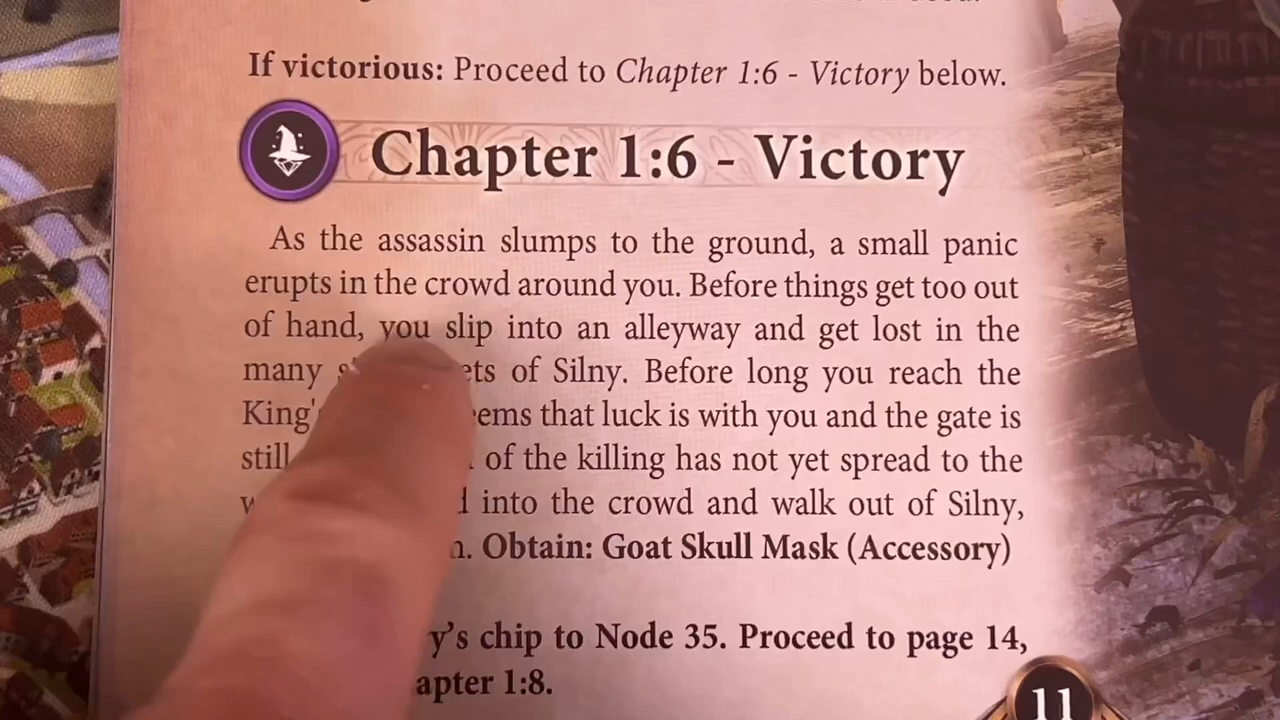 If victorious: Proceed to Chapter 1:6 - Victory below.
Chapter 1:6 - Victory
As the assassin slumps to the ground, a small panic
erupts in the crowd around you. Before things get too out
of hand, you slip into an alleyway and get lost in the
many of Silny. Before long you reach the
King's that luck is with you and the gate is
still of the killing has not yet spread to the
into the crowd and walk out of Silny,
Obtain: Goat Skull Mask (Accessory)
chip to Node 35. Proceed to page 14,
1:8.
11